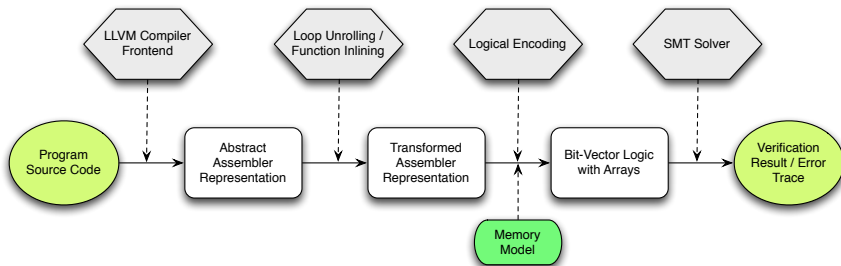 LLVM Compiler
Frontend
Loop Unrolling /
Function Inlining
Logical Encoding
SMT Solver
Program
Source Code
Abstract
Assembler
Representation
Transformed
Assembler
Representation
Bit-Vector Logic
with Arrays
Verification
Result / Error
Trace
Memory
Model